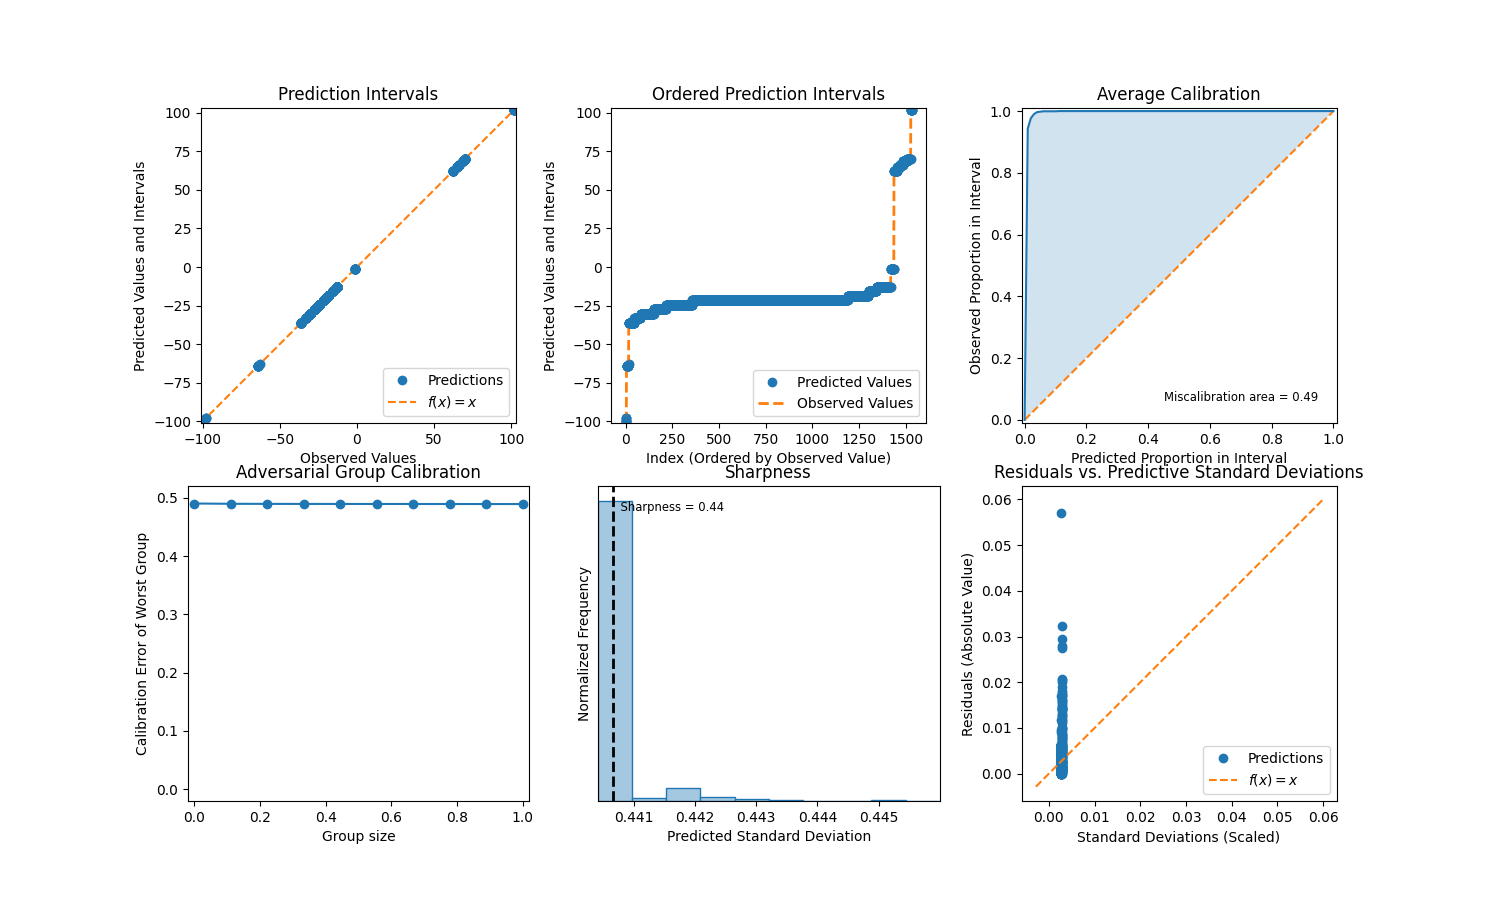 Prediction Intervals
Predicted Values and Intervals
100
75
50
25
0
−25
−50
−75
−100
−100
−50
0
50
100
Observed Values
Predictions
f(x) = x
Ordered Prediction Intervals
Predicted Values and Intervals
100
75
50
25
0
−25
−50
−75
−100
0
250
500
750
1000
1250
1500
Index (Ordered by Observed Value)
Predicted Values
Observed Values
Average Calibration
Observed Proportion in Interval
1.0
0.8
0.6
0.4
0.2
0.0
0.0
0.2
0.4
0.6
0.8
1.0
Predicted Proportion in Interval
Miscalibration area = 0.49
Adversarial Group Calibration
Calibration Error of Worst Group
0.5
0.4
0.3
0.2
0.1
0.0
0.0
0.2
0.4
0.6
0.8
1.0
Group size
Sharpness
Normalized Frequency
Sharpness = 0.44
0.441
0.442
0.443
0.444
0.445
Predicted Standard Deviation
Residuals vs. Predictive Standard Deviations
Residuals (Absolute Value)
0.06
0.05
0.04
0.03
0.02
0.01
0.00
0.00
0.01
0.02
0.03
0.04
0.05
0.06
Standard Deviations (Scaled)
Predictions
f(x) = x